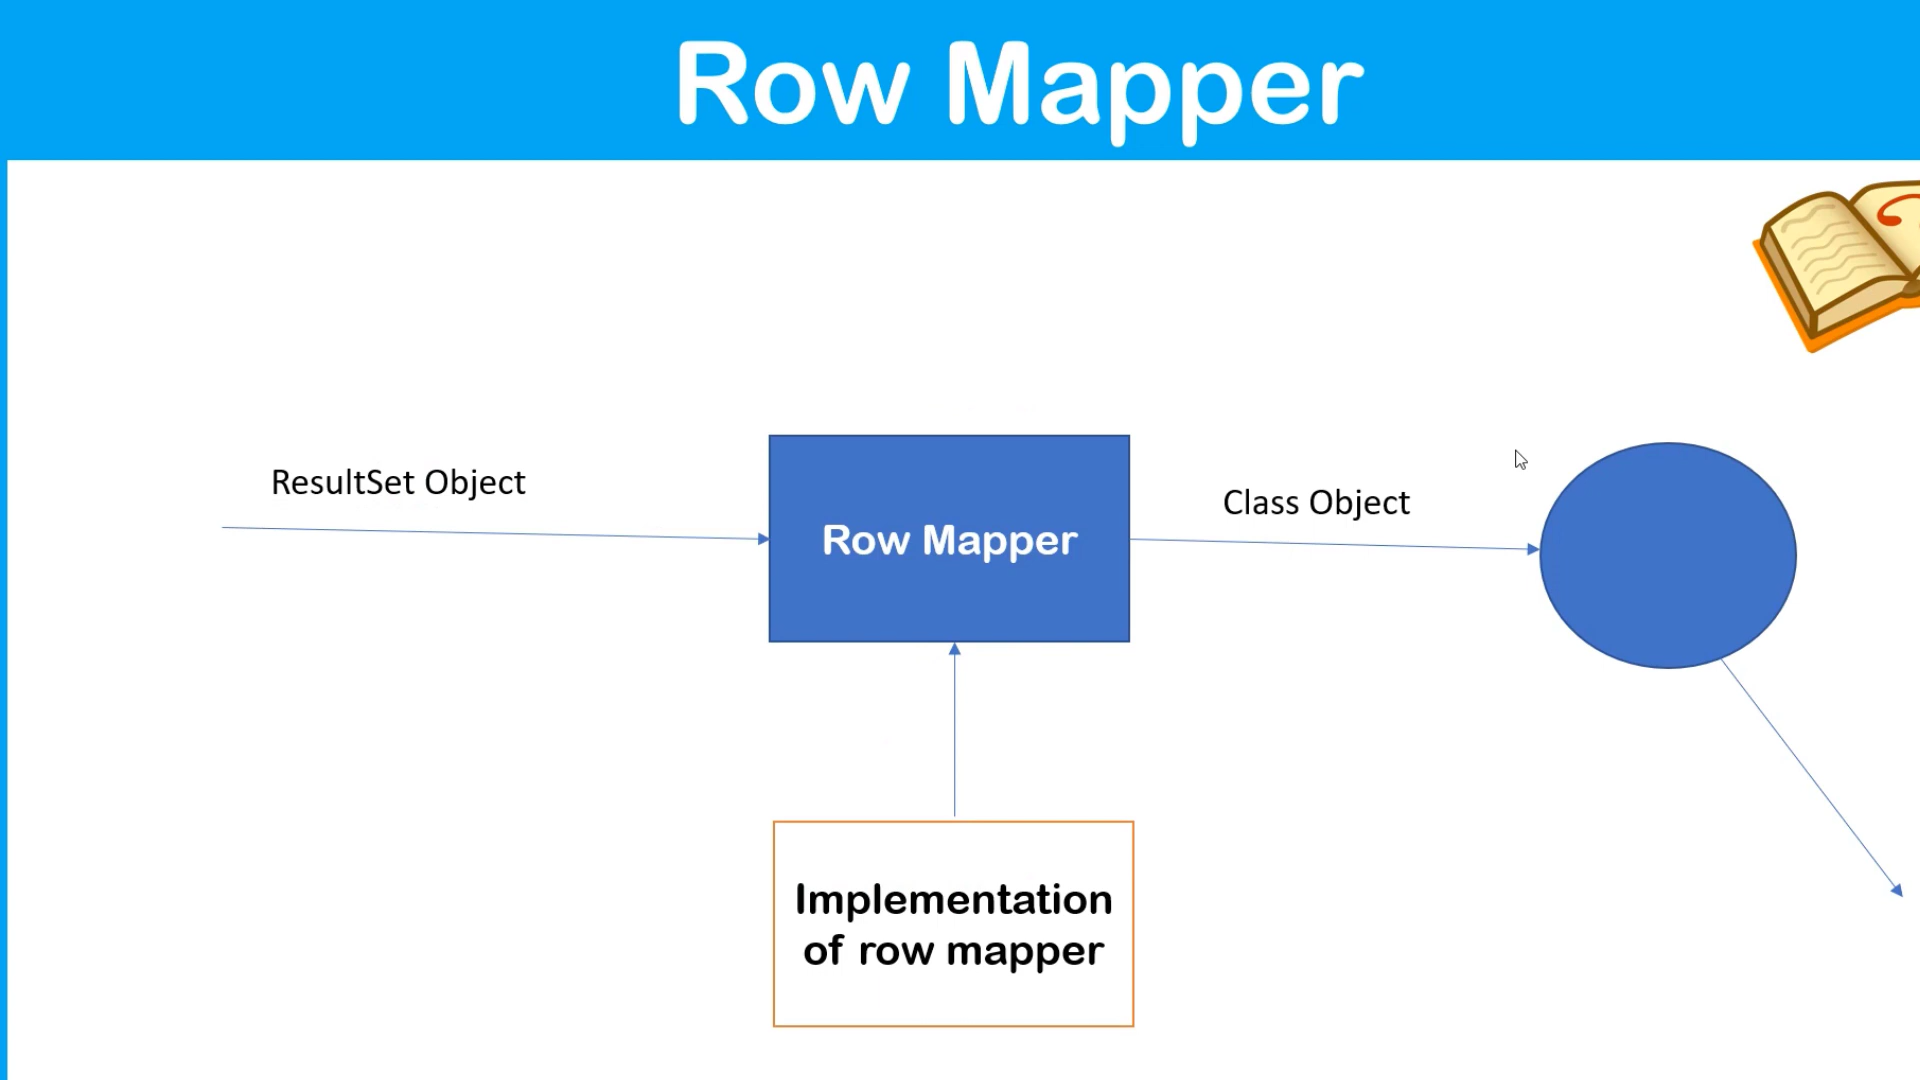 Row Mapper
ResultSet Object
Row Mapper
Class Object
Implementation
of row mapper